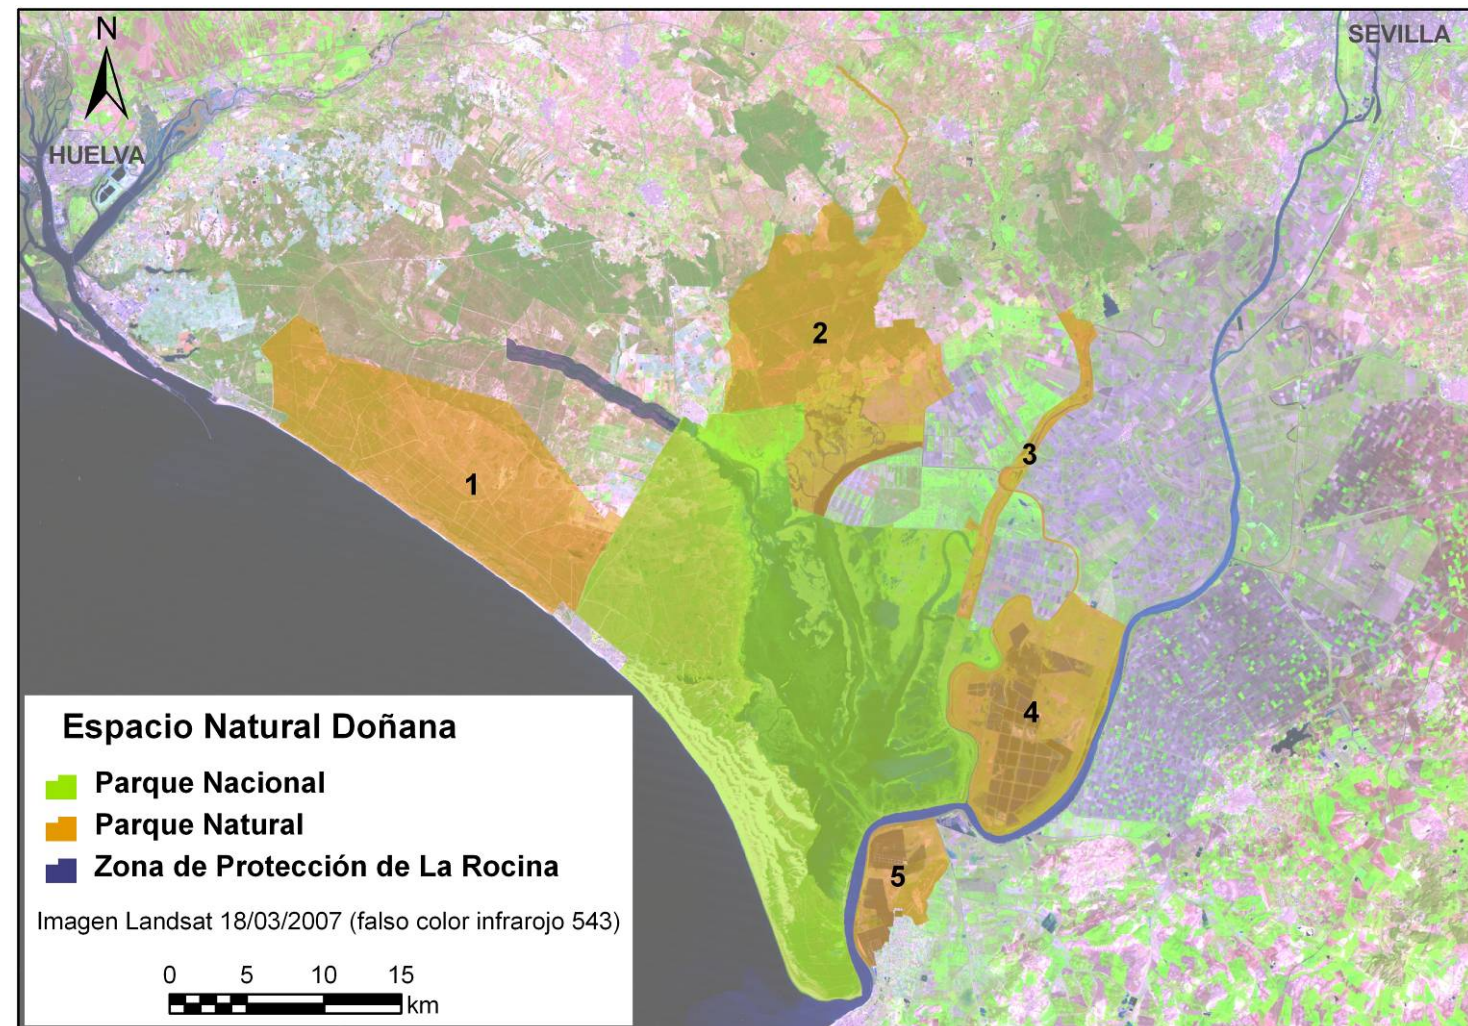 N
SEVILLA
HUELVA
2
3
1
4
5
Espacio Natural Doñana
Parque Nacional
Parque Natural
Zona de Protección de La Rocina
Imagen Landsat 18/03/2007 (falso color infrarojo 543)
0 5 10 15
km